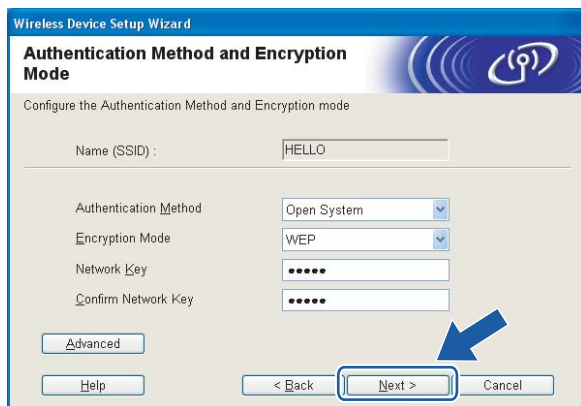 Wireless Device Setup Wizard
Authentication Method and Encryption
Mode
Configure the Authentication Method and Encryption mode
Name (SSID) : HELLO
Authentication Method Open System
Encryption Mode WEP
Network Key •••••
Confirm Network Key •••••
Advanced
Help < Back Next > Cancel